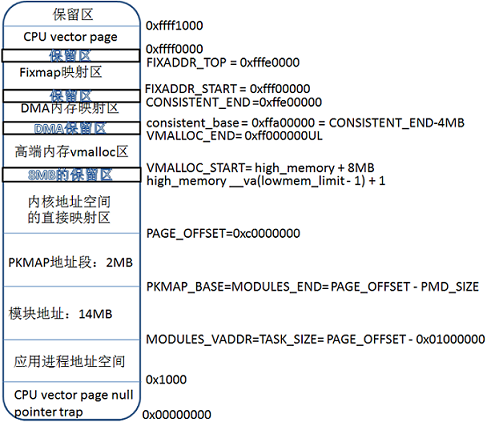 保留区
0xffff1000
CPU vector page
0xffff0000
保留区
FIXADDR_TOP = 0xfffe0000
Fixmap映射区
FIXADDR_START = 0xfff00000
保留区
CONSISTENT_END=0xffe00000
DMA内存映射区
consistent_base = 0xffa00000 = CONSISTENT_END-4MB
DMA保留区
VMALLOC_END= 0xff000000UL
高端内存vmalloc区
VMALLOC_START= high_memory + 8MB
8MB的保留区
high_memory __va(lowmem_limit - 1) + 1
内核地址空间
的直接映射区
PAGE_OFFSET=0xc0000000
PKMAP地址段：2MB
PKMAP_BASE=MODULES_END= PAGE_OFFSET - PMD_SIZE
模块地址：14MB
MODULES_VADDR=TASK_SIZE= PAGE_OFFSET - 0x01000000
应用进程地址空间
0x1000
CPU vector page null
pointer trap
0x00000000